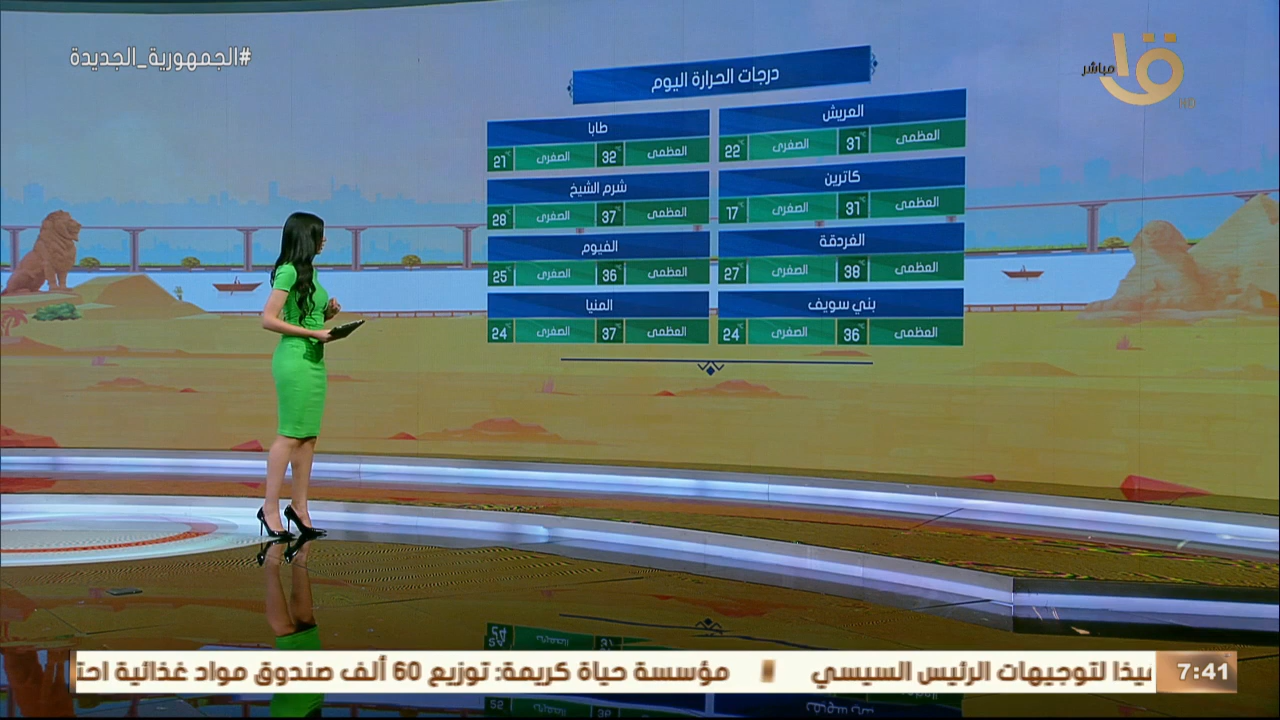 #الجمهورية_الجديدة
مباشر
HD
درجات الحرارة اليوم
العريش
العظمى 31 الصغرى 22
كاترين
العظمى 31 الصغرى 17
الغردقة
العظمى 38 الصغرى 27
بني سويف
العظمى 36 الصغرى 24
طابا
العظمى 32 الصغرى 21
شرم الشيخ
العظمى 37 الصغرى 28
الفيوم
العظمى 36 الصغرى 25
المنيا
العظمى 37 الصغرى 24
7:41
لتوجيهات الرئيس السيسي
مؤسسة حياة كريمة: توزيع 60 ألف صندوق مواد غذائية